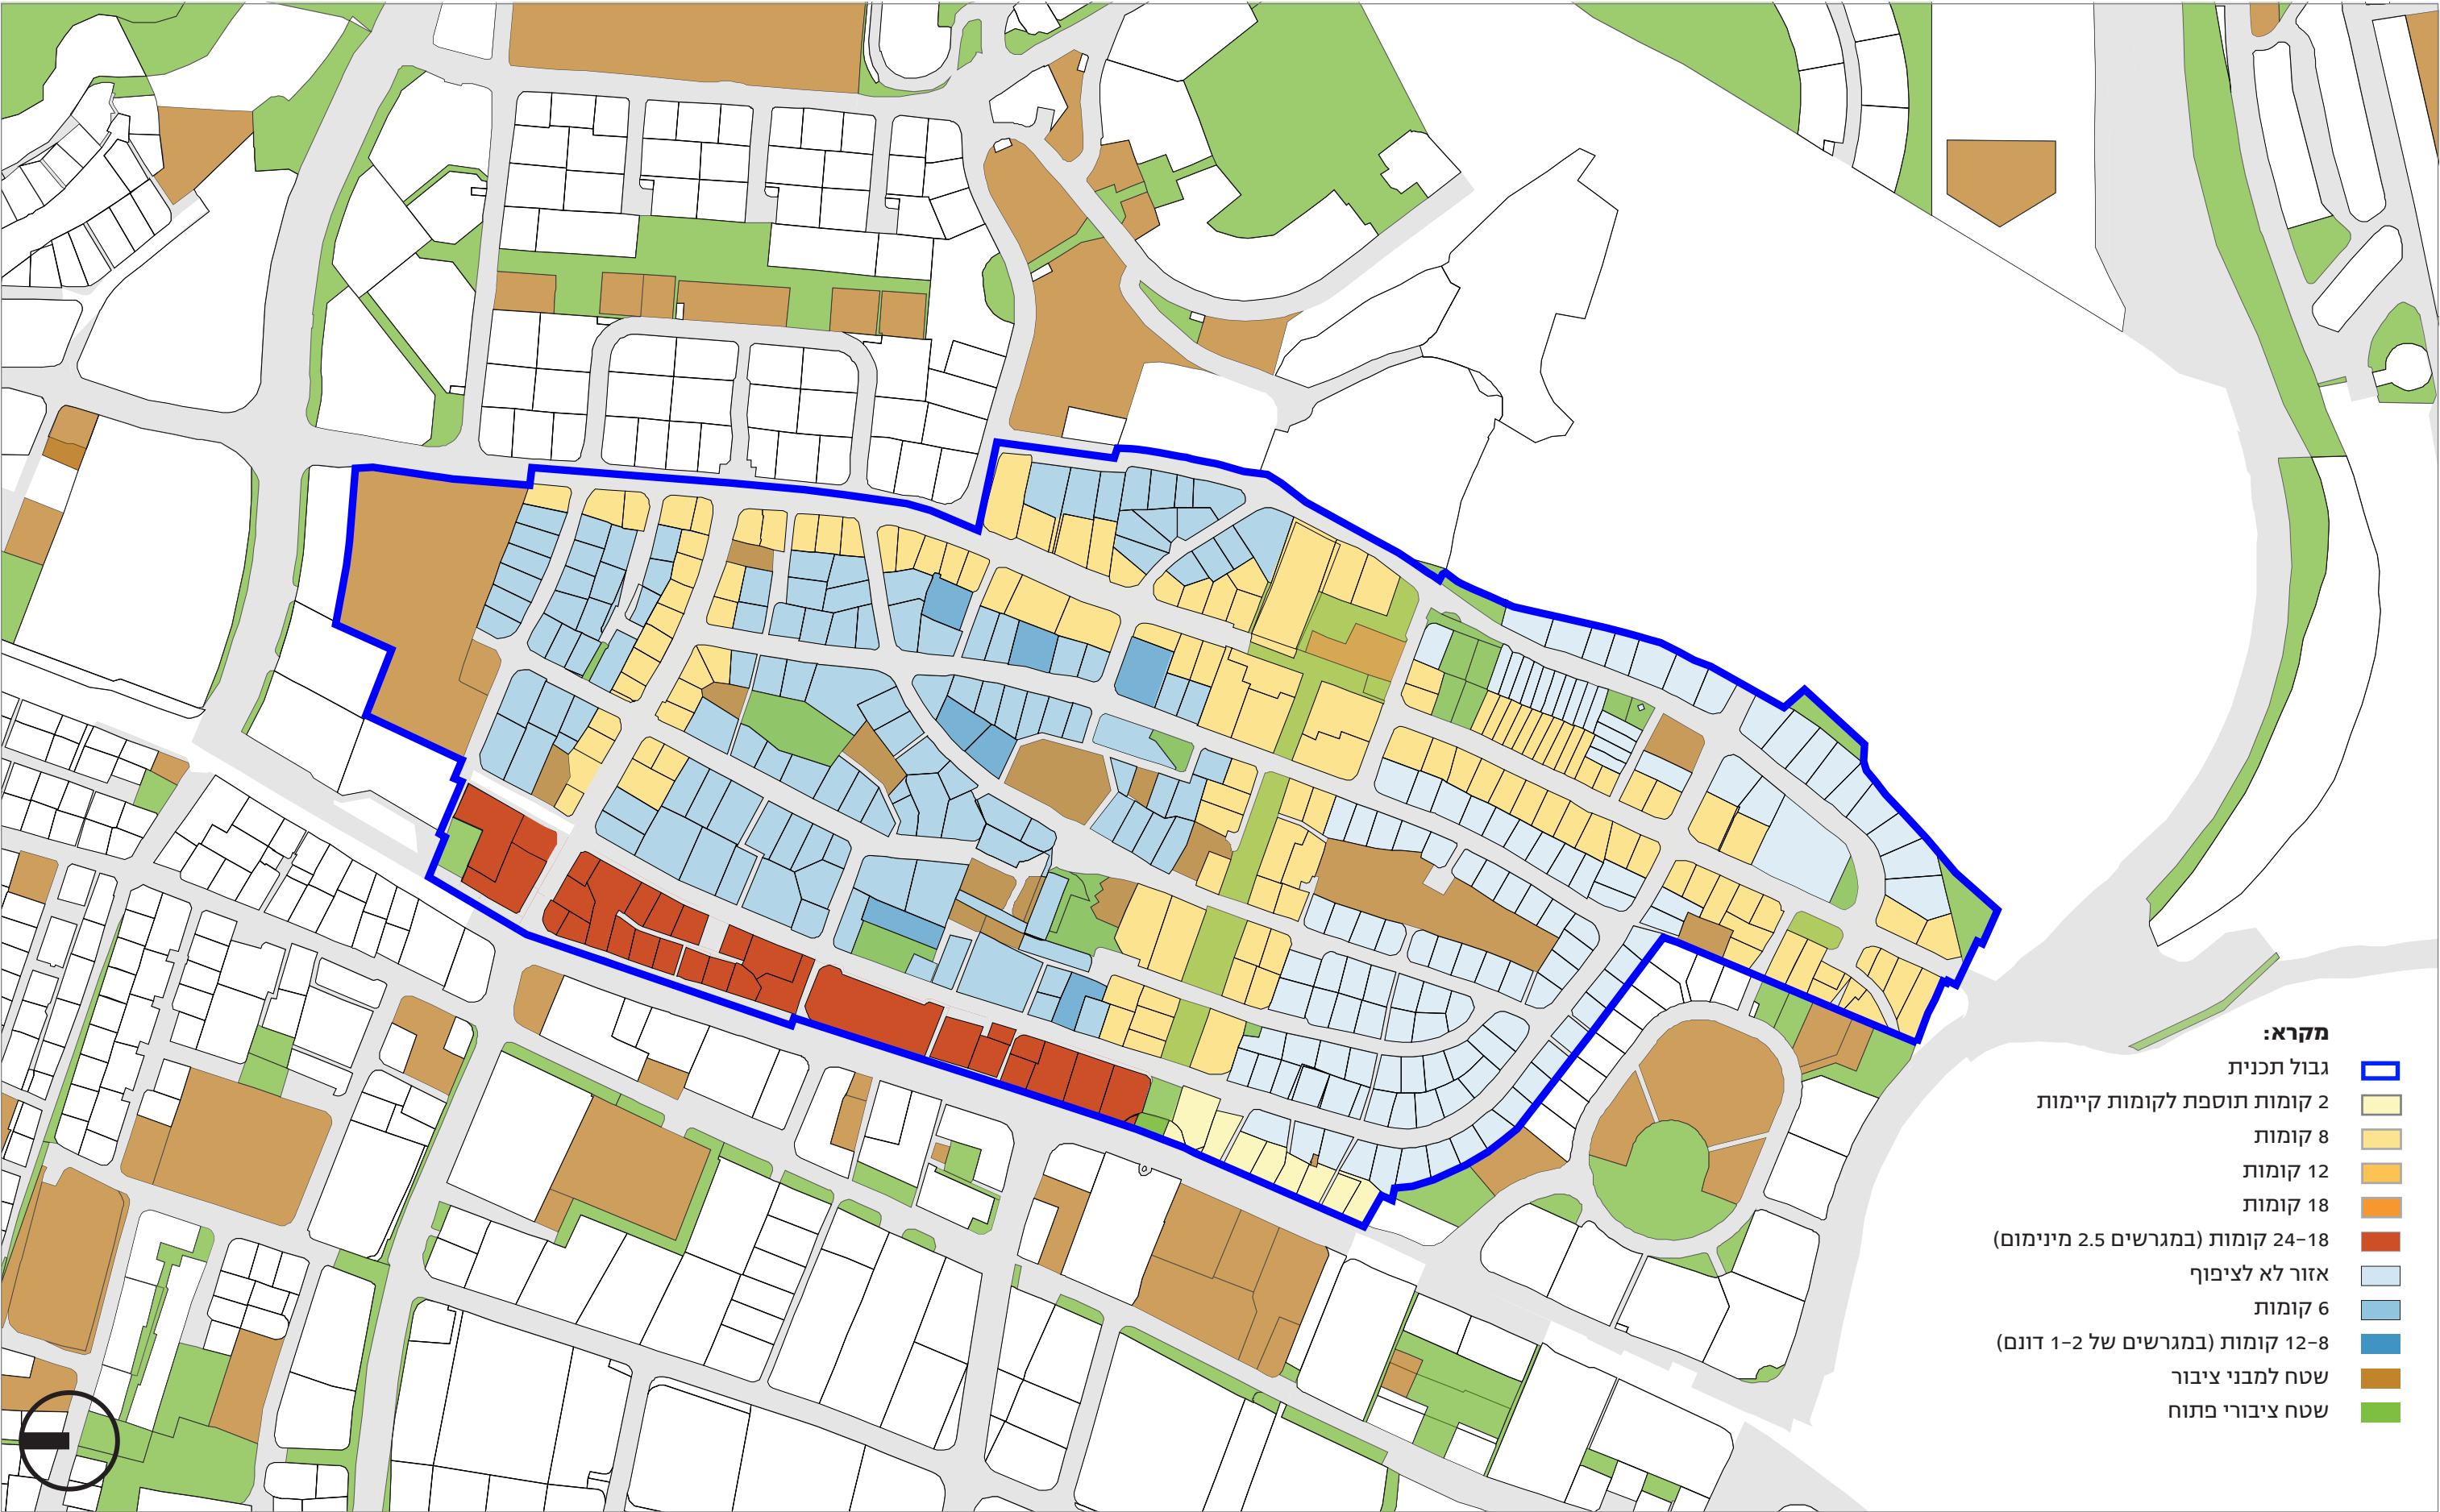 מקרא:
גבול תכנית
2 קומות תוספת לקומות קיימות
8 קומות
12 קומות
18 קומות
24-18 קומות (במגרשים 2.5 מינימום)
אזור לא לציפוף
6 קומות
12-8 קומות (במגרשים של 1-2 דונם)
שטח למבני ציבור
שטח ציבורי פתוח